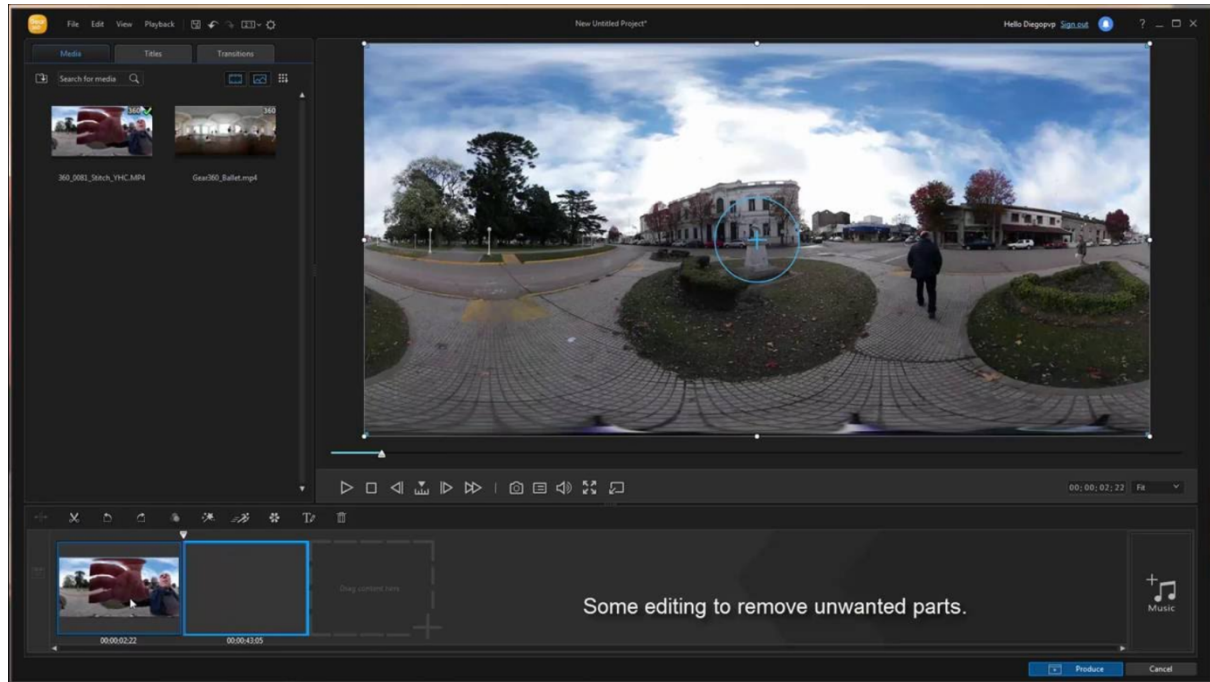 File Edit View Playback
New Untitled Project*
Hello Diegopvp Sign out
?
Media Titles Transitions
Search for media
360
360
360_0081_Stitch_YHC.MP4
Gear360_Ballet.mp4
00;00;02;22 Fit
Drag content here
Some editing to remove unwanted parts.
Music
00:00:02;22
00:00:43;05
Produce
Cancel